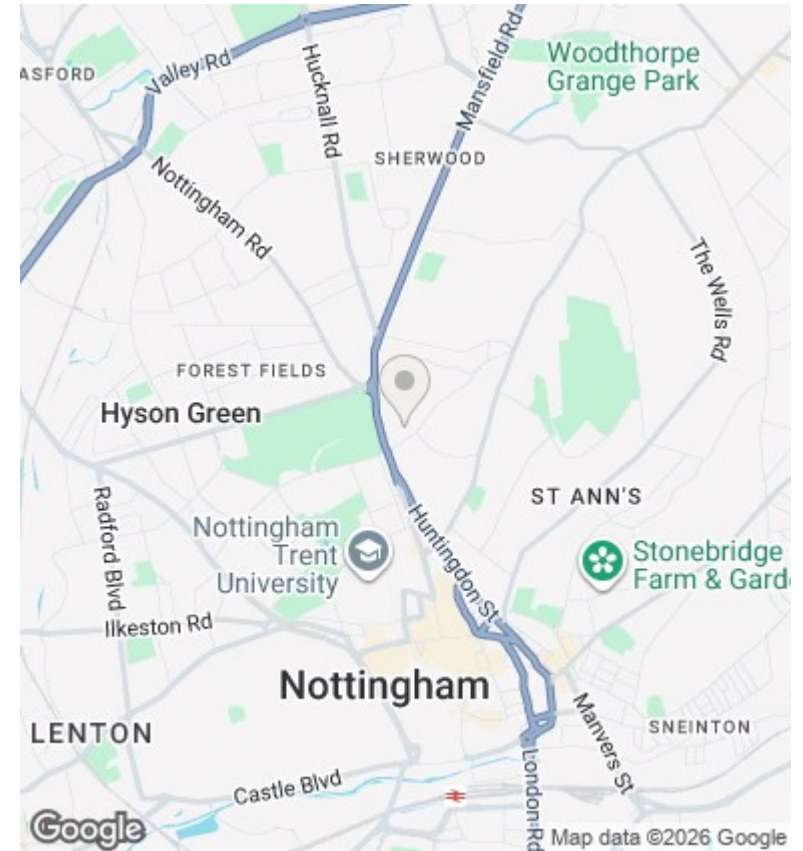 Woodthorpe
Grange Park
ASFORD
Valley Rd
Hucknall Rd
Mansfield Rd
SHERWOOD
Nottingham Rd
The Wells Rd
FOREST FIELDS
Hyson Green
Radford Blvd
ST ANN'S
Huntingdon St
Nottingham
Trent
University
Stonebridge
Farm & Garde
Ilkeston Rd
Nottingham
LENTON
Manvers St
SNEINTON
Castle Blvd
London Rd
Google
Map data ©2026 Google